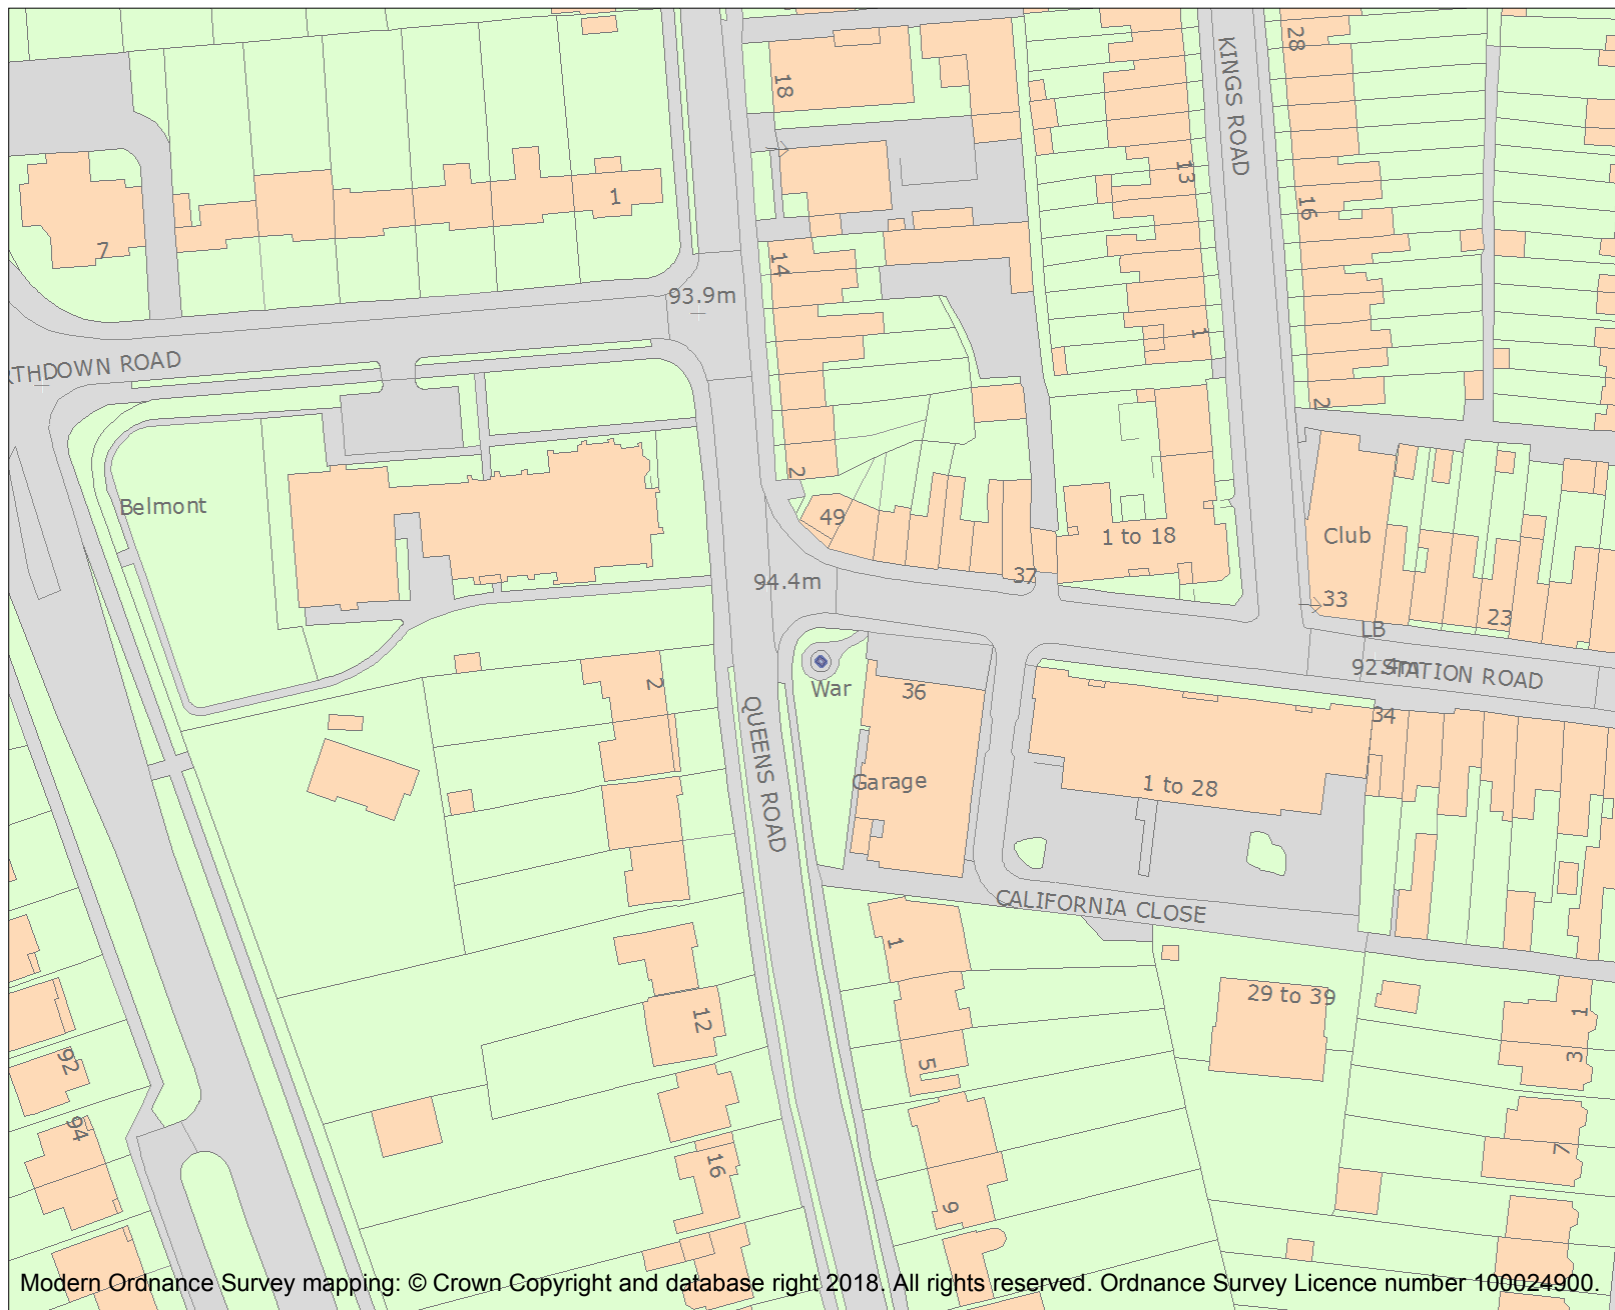 28
KINGS ROAD
18
13
1
16
7
14
93.9m
1
RTHDOWN ROAD
2
2
Belmont
49
1 to 18
Club
37
94.4m
33
23
LB
92.4m
STATION ROAD
War
36
2
34
QUEENS ROAD
Garage
1 to 28
CALIFORNIA CLOSE
1
29 to 39
12
1
92
5
3
94
7
16
9
Modern Ordnance Survey mapping: © Crown Copyright and database right 2018. All rights reserved. Ordnance Survey Licence number 100024900.